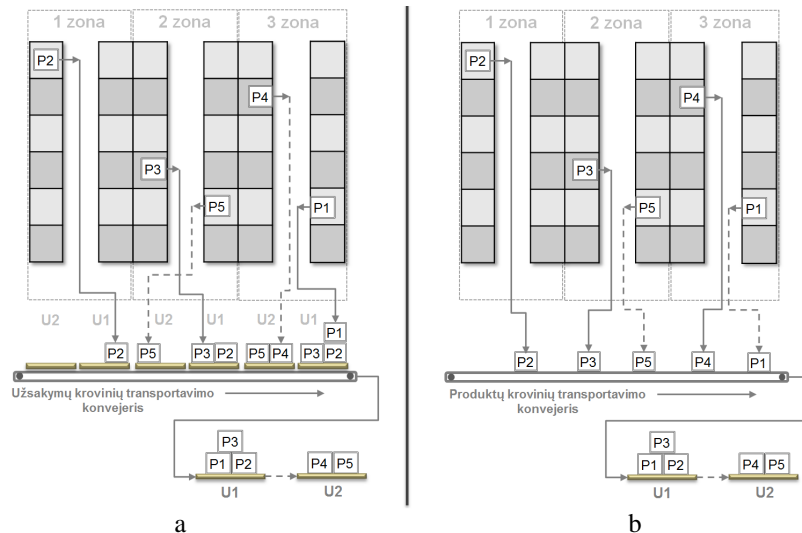 1 zona 2 zona 3 zona
P2
P4
P3
P5
P1
U2 U1 U2 U1 U2 U1
P1
P2 P5 P3 P2 P5 P4 P3 P2
Užsakymų krovinių transportavimo
konvejeris
P3
P1 P2 P4 P5
U1 U2
a
1 zona 2 zona 3 zona
P2
P4
P3
P5
P1
P2 P3 P5 P4 P1
Produktų krovinių transportavimo
konvejeris
P3
P1 P2 P4 P5
U1 U2
b